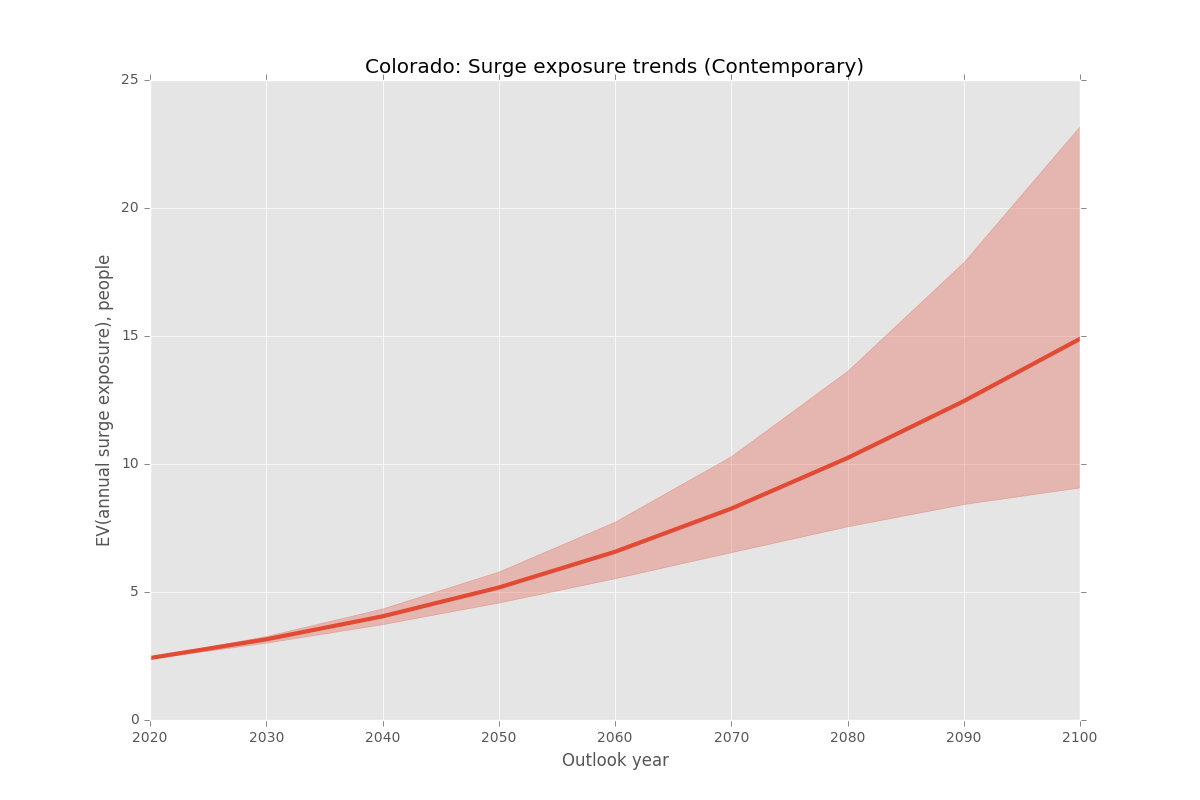 Colorado: Surge exposure trends (Contemporary)
EV(annual surge exposure), people
25
20
15
10
5
0
2020 2030 2040 2050 2060 2070 2080 2090 2100
Outlook year